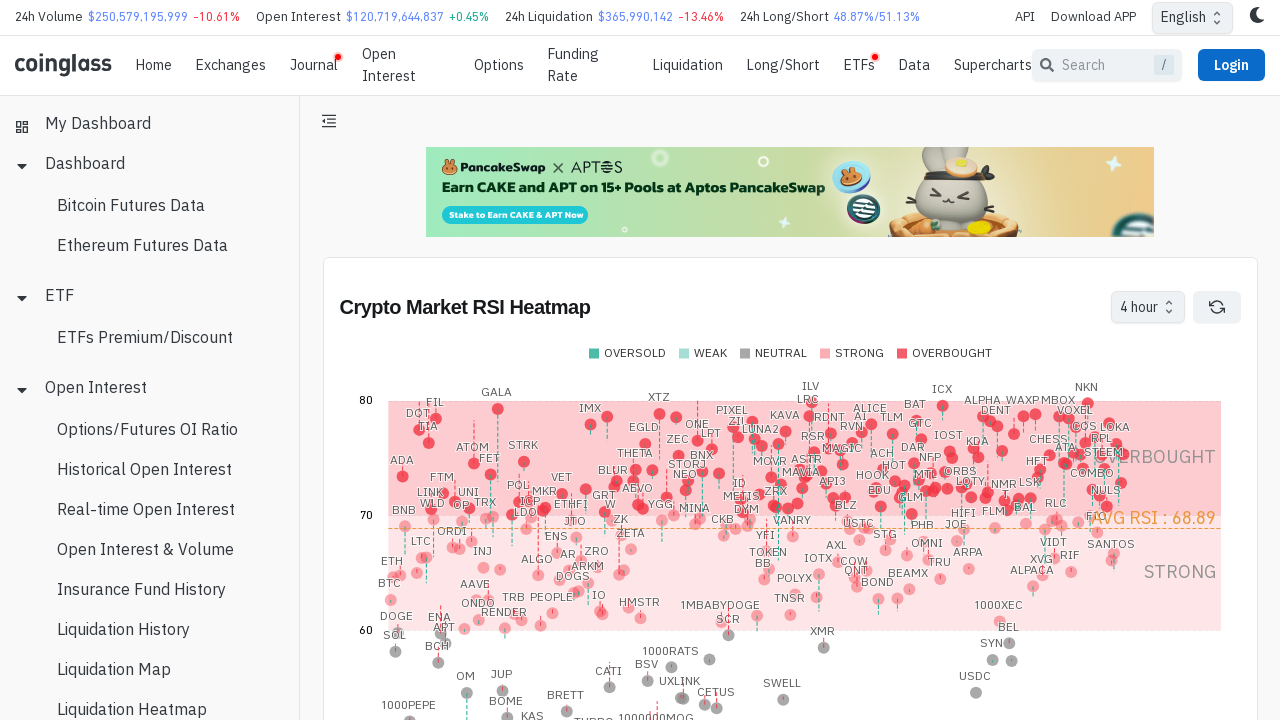 24h Volume $250,579,195,999 -10.61% Open Interest $120,719,644,837 +0.45% 24h Liquidation $365,990,142 -13.46% 24h Long/Short 48.87%/51.13% API Download APP English
coinglass Home Exchanges Journal Open Interest Options Funding Rate Liquidation Long/Short ETFs Data Supercharts Search / Login
My Dashboard
Dashboard
Bitcoin Futures Data
Ethereum Futures Data
ETF
ETFs Premium/Discount
Open Interest
Options/Futures OI Ratio
Historical Open Interest
Real-time Open Interest
Open Interest & Volume
Insurance Fund History
Liquidation History
Liquidation Map
Liquidation Heatmap
PancakeSwap X APTOS
Earn CAKE and APT on 15+ Pools at Aptos PancakeSwap
Stake to Earn CAKE & APT Now
Crypto Market RSI Heatmap
4 hour
OVERSOLD WEAK NEUTRAL STRONG OVERBOUGHT
80
70
60
OVERBOUGHT
AVG RSI : 68.89
STRONG
ILV
NKN
GALA XTZ ICX
LRC
FIL IMX PIXEL ALICE BAT ALPHA WAXP MBOX
DOT KAVA RDNT AI TLM DENT VOXEL
TIA EGLD ONE ZIL LUNA2 RVN CTC COS LOKA
ZEC LPT RSR IOST KDA CHESS RPL
ATOM STRK THETA BNX MAGIC ACH DAR ATA STEEM
ADA FET STORJ MOVR ASTR HOT NFP HFT
FTM VET BLUR NEO MAVIA HOOK MTL ORBS COMBO
POL ID API3 LQTY LSK
LINK UNI MKR GRT AEVO METIS ZRX EDU GLM NMR T NULS
WLD OP TRX ICP ETHFI W YGG DYM BLZ BAL RLC
BNB LDO JTO ZK MINA CKB VANRY USTC PHB JOE HIFI FLM FIO
ORDI ENS ZETA YFI STG
LTC INJ AR ZRO TOKEN AXL OMNI ARPA VIDT SANTOS
ETH ALGO ARKM BB IOTX COW TRU XVG RIF
BTC AAVE DOGS POLYX QNT BOND BEAMX ALPACA
ONDO TRB PEOPLE IO HMSTR 1MBABYDOGE TNSR 1000XEC
DOGE ENA RENDER SCR
SOL APT XMR BEL
BCH 1000RATS SYN
OM JUP CATI BSV UXLINK SWELL USDC
1000PEPE BOME BRETT CETUS
KAS TURBO 1000000MOG